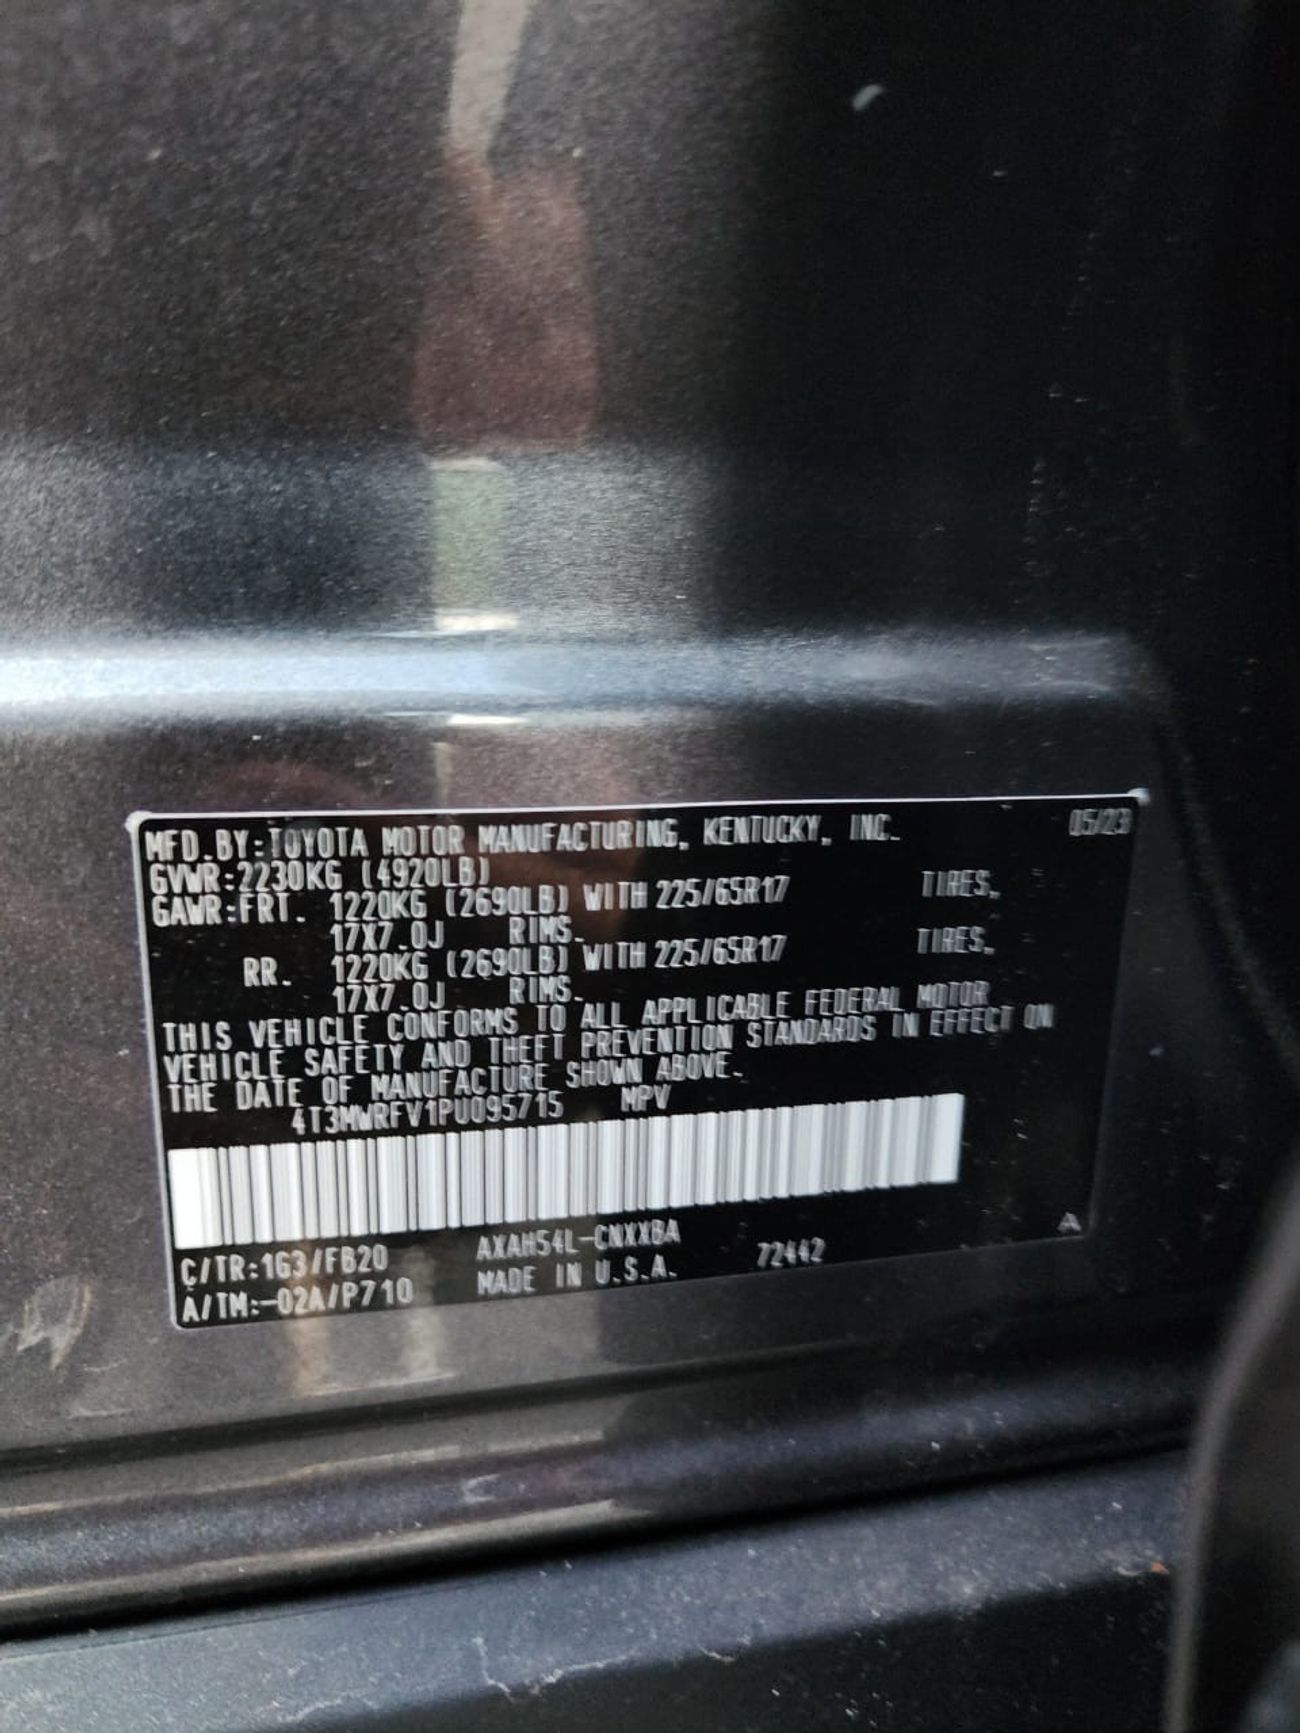 MFD.BY:TOYOTA MOTOR MANUFACTURING, KENTUCKY, INC. 05/23
GVWR:2230KG (4920LB)
GAWR:FRT. 1220KG (2690LB) WITH 225/65R17 TIRES,
17X7.0J RIMS.
RR. 1220KG (2690LB) WITH 225/65R17 TIRES,
17X7.0J RIMS.
THIS VEHICLE CONFORMS TO ALL APPLICABLE FEDERAL MOTOR
VEHICLE SAFETY AND THEFT PREVENTION STANDARDS IN EFFECT ON
THE DATE OF MANUFACTURE SHOWN ABOVE.
4T3MWRFV1PU095715 MPV
C/TR:1G3/FB20 AXAH54L-CNXXBA A
A/TM:-02A/P710 MADE IN U.S.A. 72442